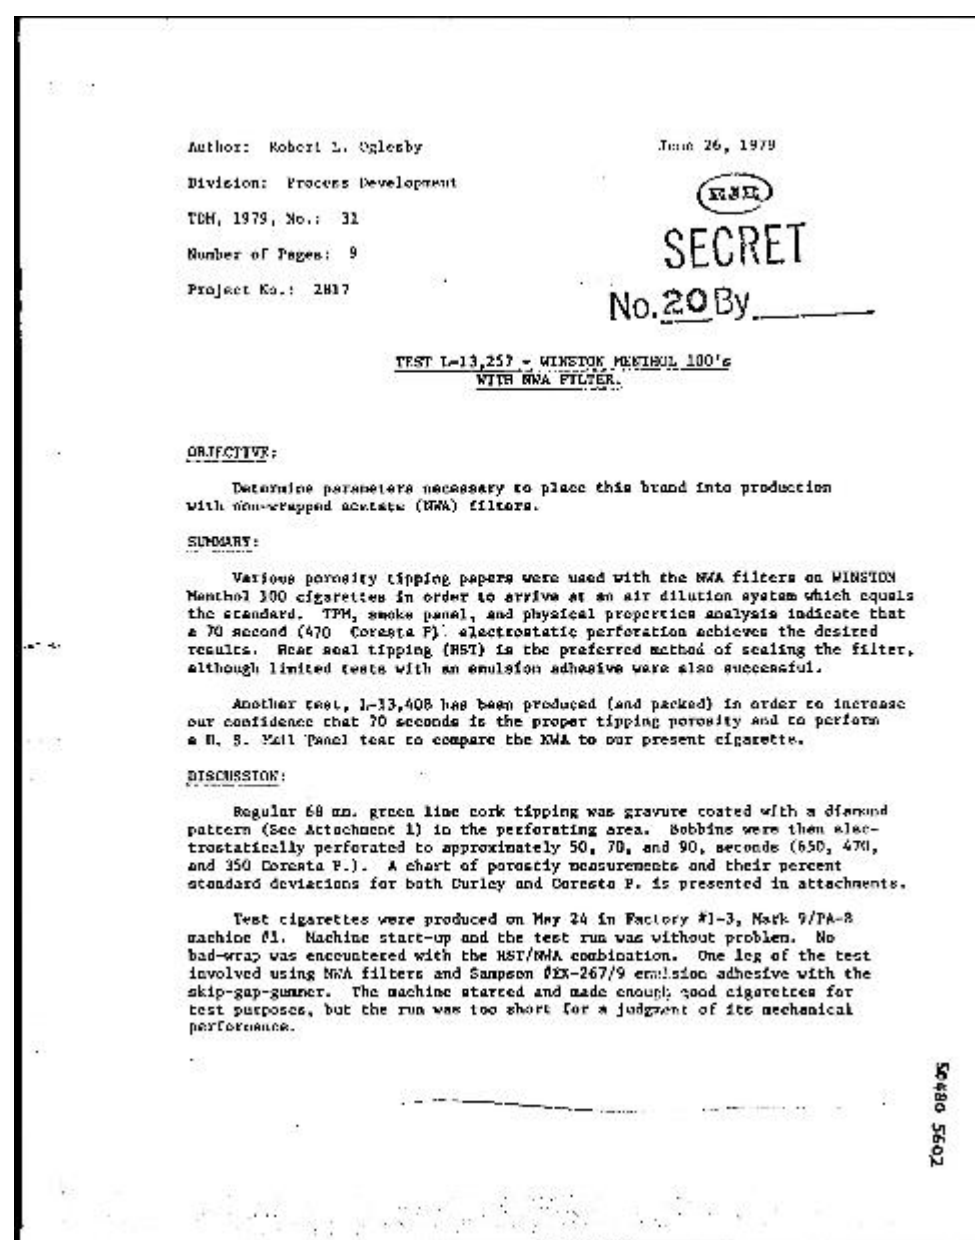 Author: Robert L. Oglesby
June 26, 1979
Division: Process Development
TDM, 1979, No.: 32
Number of Pages: 9
Project No.: 2817
RJR
SECRET
No. 20 By
TEST L-13,257 - WINSTON MENTHOL 100's
WITH NWA FILTER.
OBJECTIVE:
Determine parameters necessary to place this brand into production
with non-wrapped acetate (NWA) filters.
SUMMARY:
Various porosity tipping papers were used with the NWA filters on WINSTON
Menthol 100 cigarettes in order to arrive at an air dilution system which equals
the standard. TPM, smoke panel, and physical properties analysis indicate that
a 70 second (470 Coresta P). electrostatic perforation achieves the desired
results. Heat seal tipping (HST) is the preferred method of sealing the filter,
although limited tests with an emulsion adhesive were also successful.
Another test, L-13,408 has been produced (and packed) in order to increase
our confidence that 70 seconds is the proper tipping porosity and to perform
a U. S. Mail Panel test to compare the NWA to our present cigarette.
DISCUSSION:
Regular 68 mm. green line cork tipping was gravure coated with a diamond
pattern (See Attachment 1) in the perforating area. Bobbins were then elec-
trostatically perforated to approximately 50, 70, and 90, seconds (650, 470,
and 350 Coresta P.). A chart of porostiy measurements and their percent
standard deviations for both Curley and Coresta P. is presented in attachments.
Test cigarettes were produced on May 24 in Factory #1-3, Mark 9/PA-8
machine #1. Machine start-up and the test run was without problem. No
bad-wrap was encountered with the HST/NWA combination. One leg of the test
involved using NWA filters and Sampson #EX-267/9 emulsion adhesive with the
skip-gap-gummer. The machine started and made enough good cigarettes for
test purposes, but the run was too short for a judgment of its mechanical
performance.
50480 5602